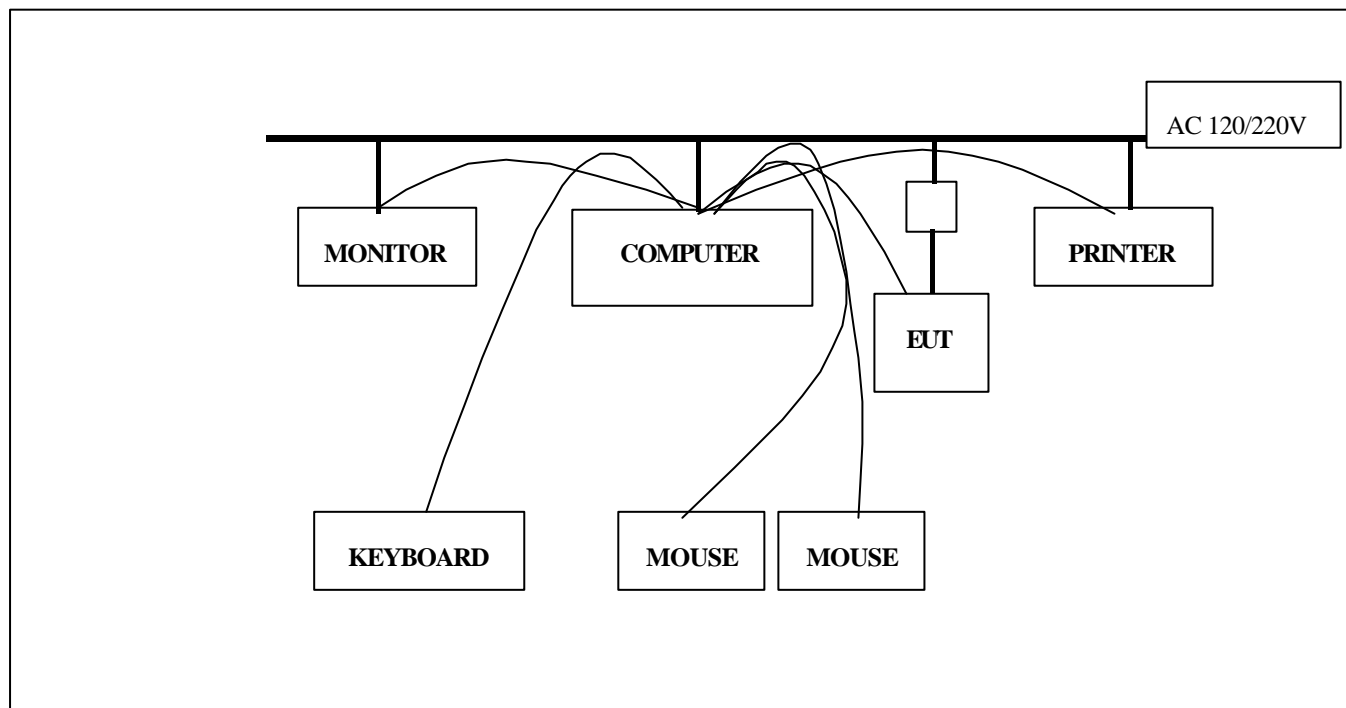 AC 120/220V
MONITOR
COMPUTER
PRINTER
EUT
KEYBOARD
MOUSE
MOUSE